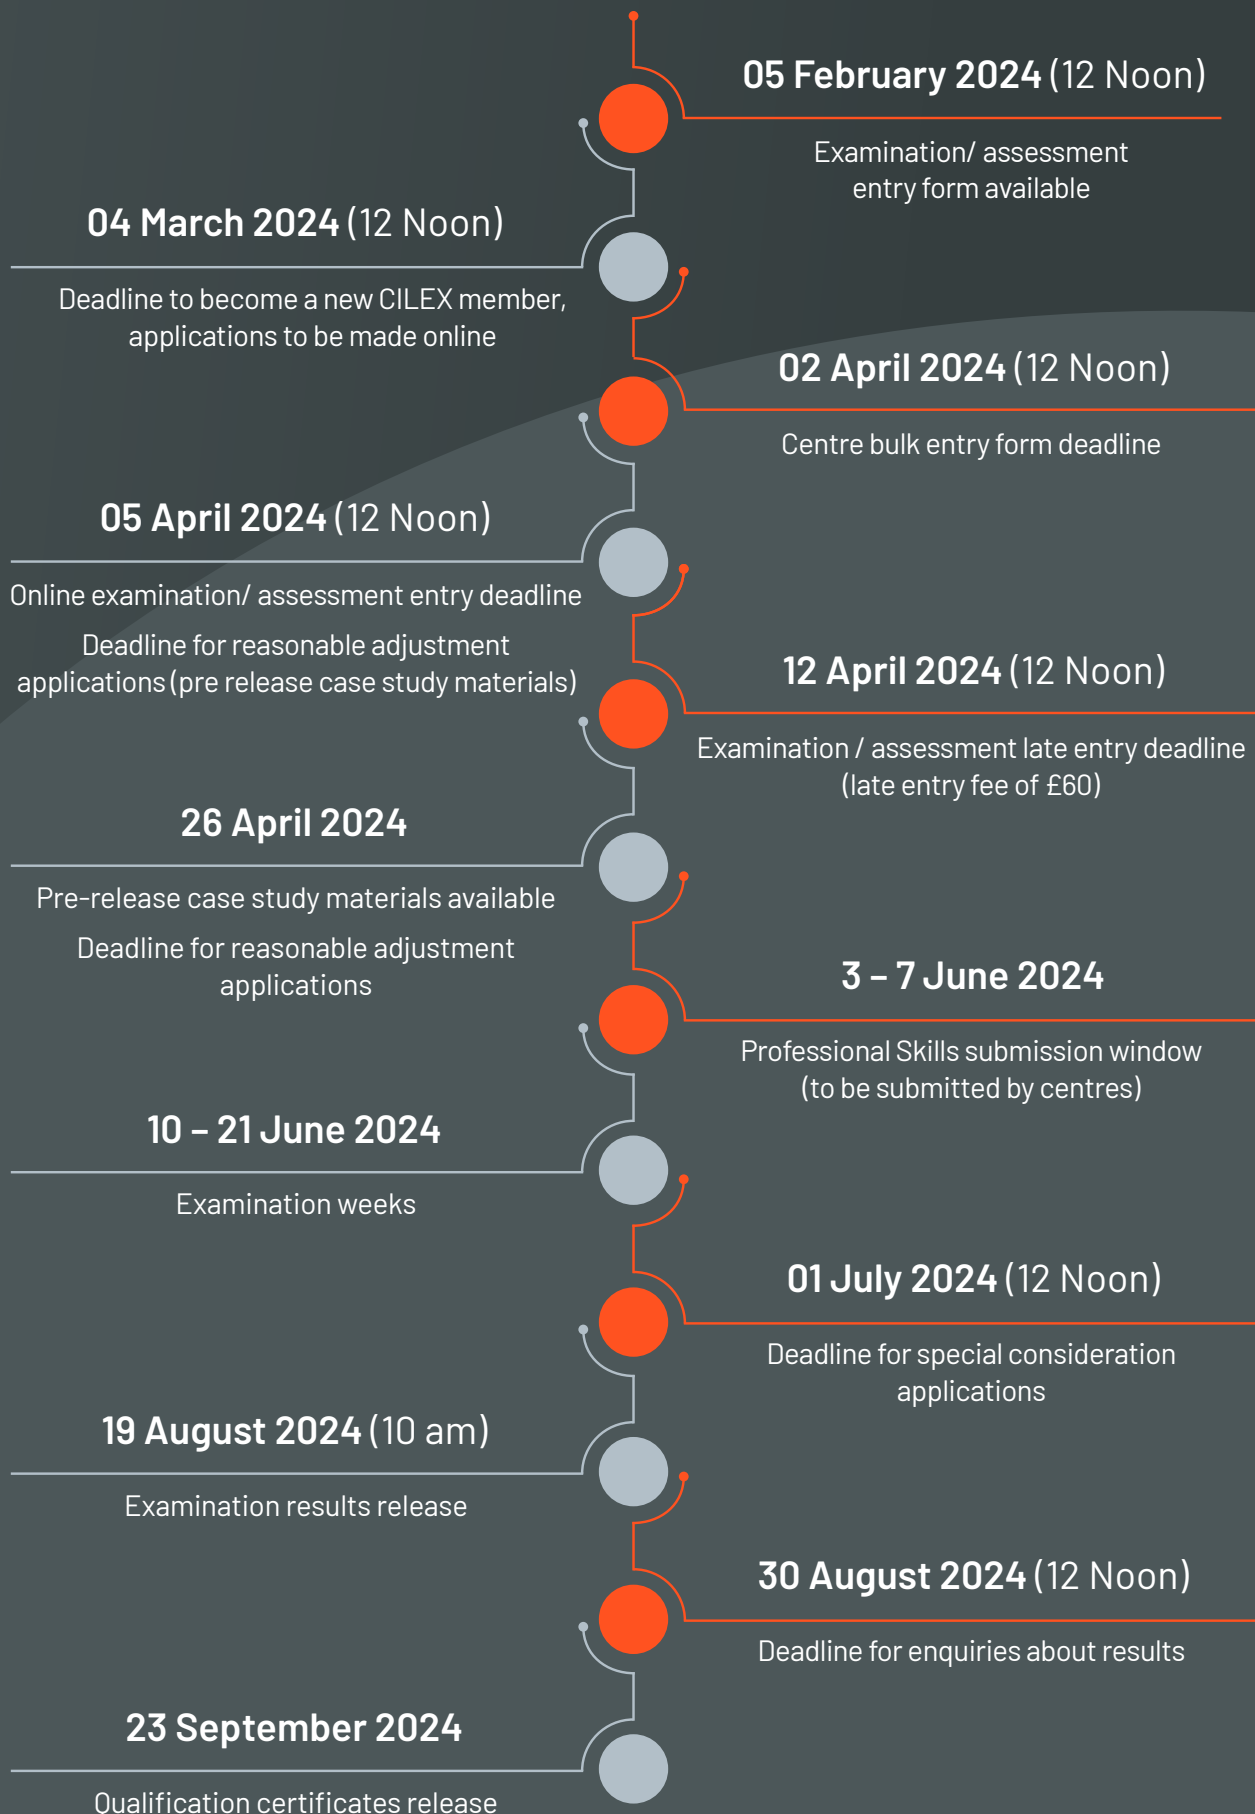 05 February 2024 (12 Noon)
Examination/ assessment
entry form available
04 March 2024 (12 Noon)
Deadline to become a new CILEX member,
applications to be made online
02 April 2024 (12 Noon)
Centre bulk entry form deadline
05 April 2024 (12 Noon)
Online examination/ assessment entry deadline
Deadline for reasonable adjustment
applications (pre release case study materials)
12 April 2024 (12 Noon)
Examination / assessment late entry deadline
(late entry fee of £60)
26 April 2024
Pre-release case study materials available
Deadline for reasonable adjustment
applications
3 – 7 June 2024
Professional Skills submission window
(to be submitted by centres)
10 – 21 June 2024
Examination weeks
01 July 2024 (12 Noon)
Deadline for special consideration
applications
19 August 2024 (10 am)
Examination results release
30 August 2024 (12 Noon)
Deadline for enquiries about results
23 September 2024
Qualification certificates release